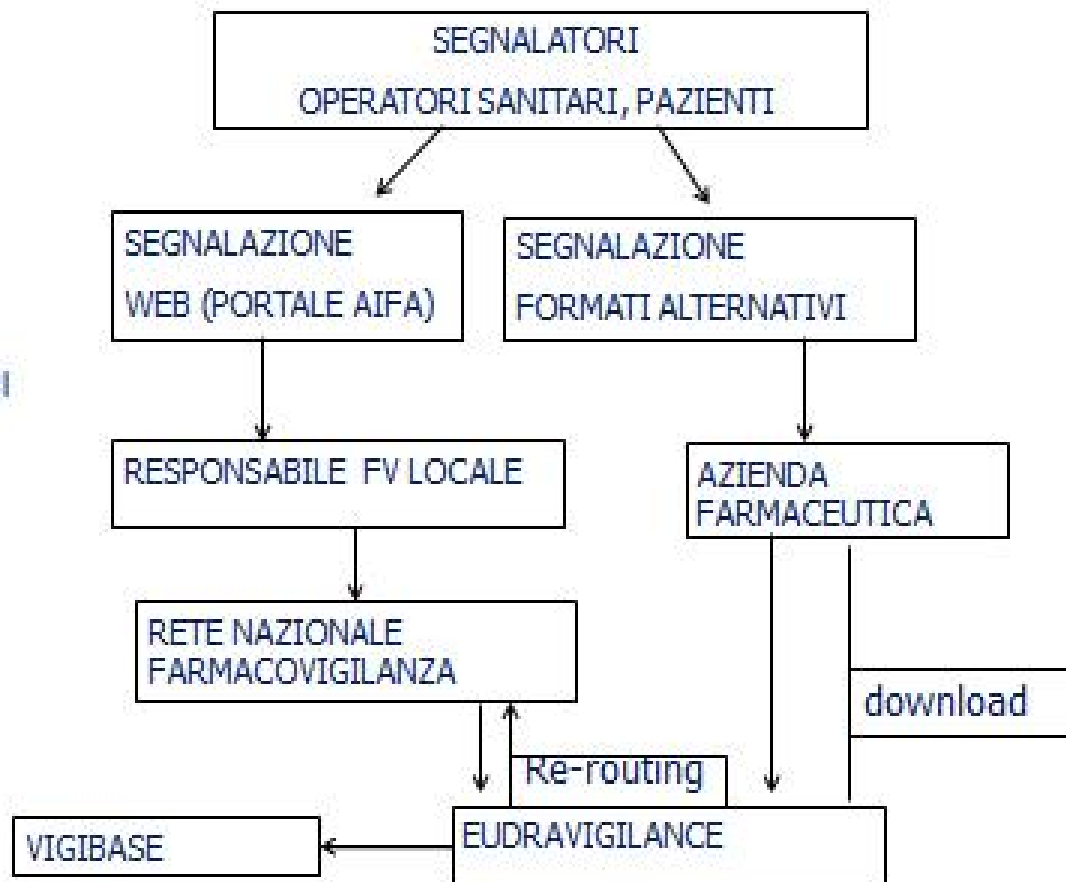 SEGNALATORI
OPERATORI SANITARI, PAZIENTI
SEGNALAZIONE
WEB (PORTALE AIFA)
SEGNALAZIONE
FORMATI ALTERNATIVI
RESPONSABILE FV LOCALE
AZIENDA
FARMACEUTICA
RETE NAZIONALE
FARMACOVIGILANZA
download
Re-routing
EUDRAVIGILANCE
VIGIBASE